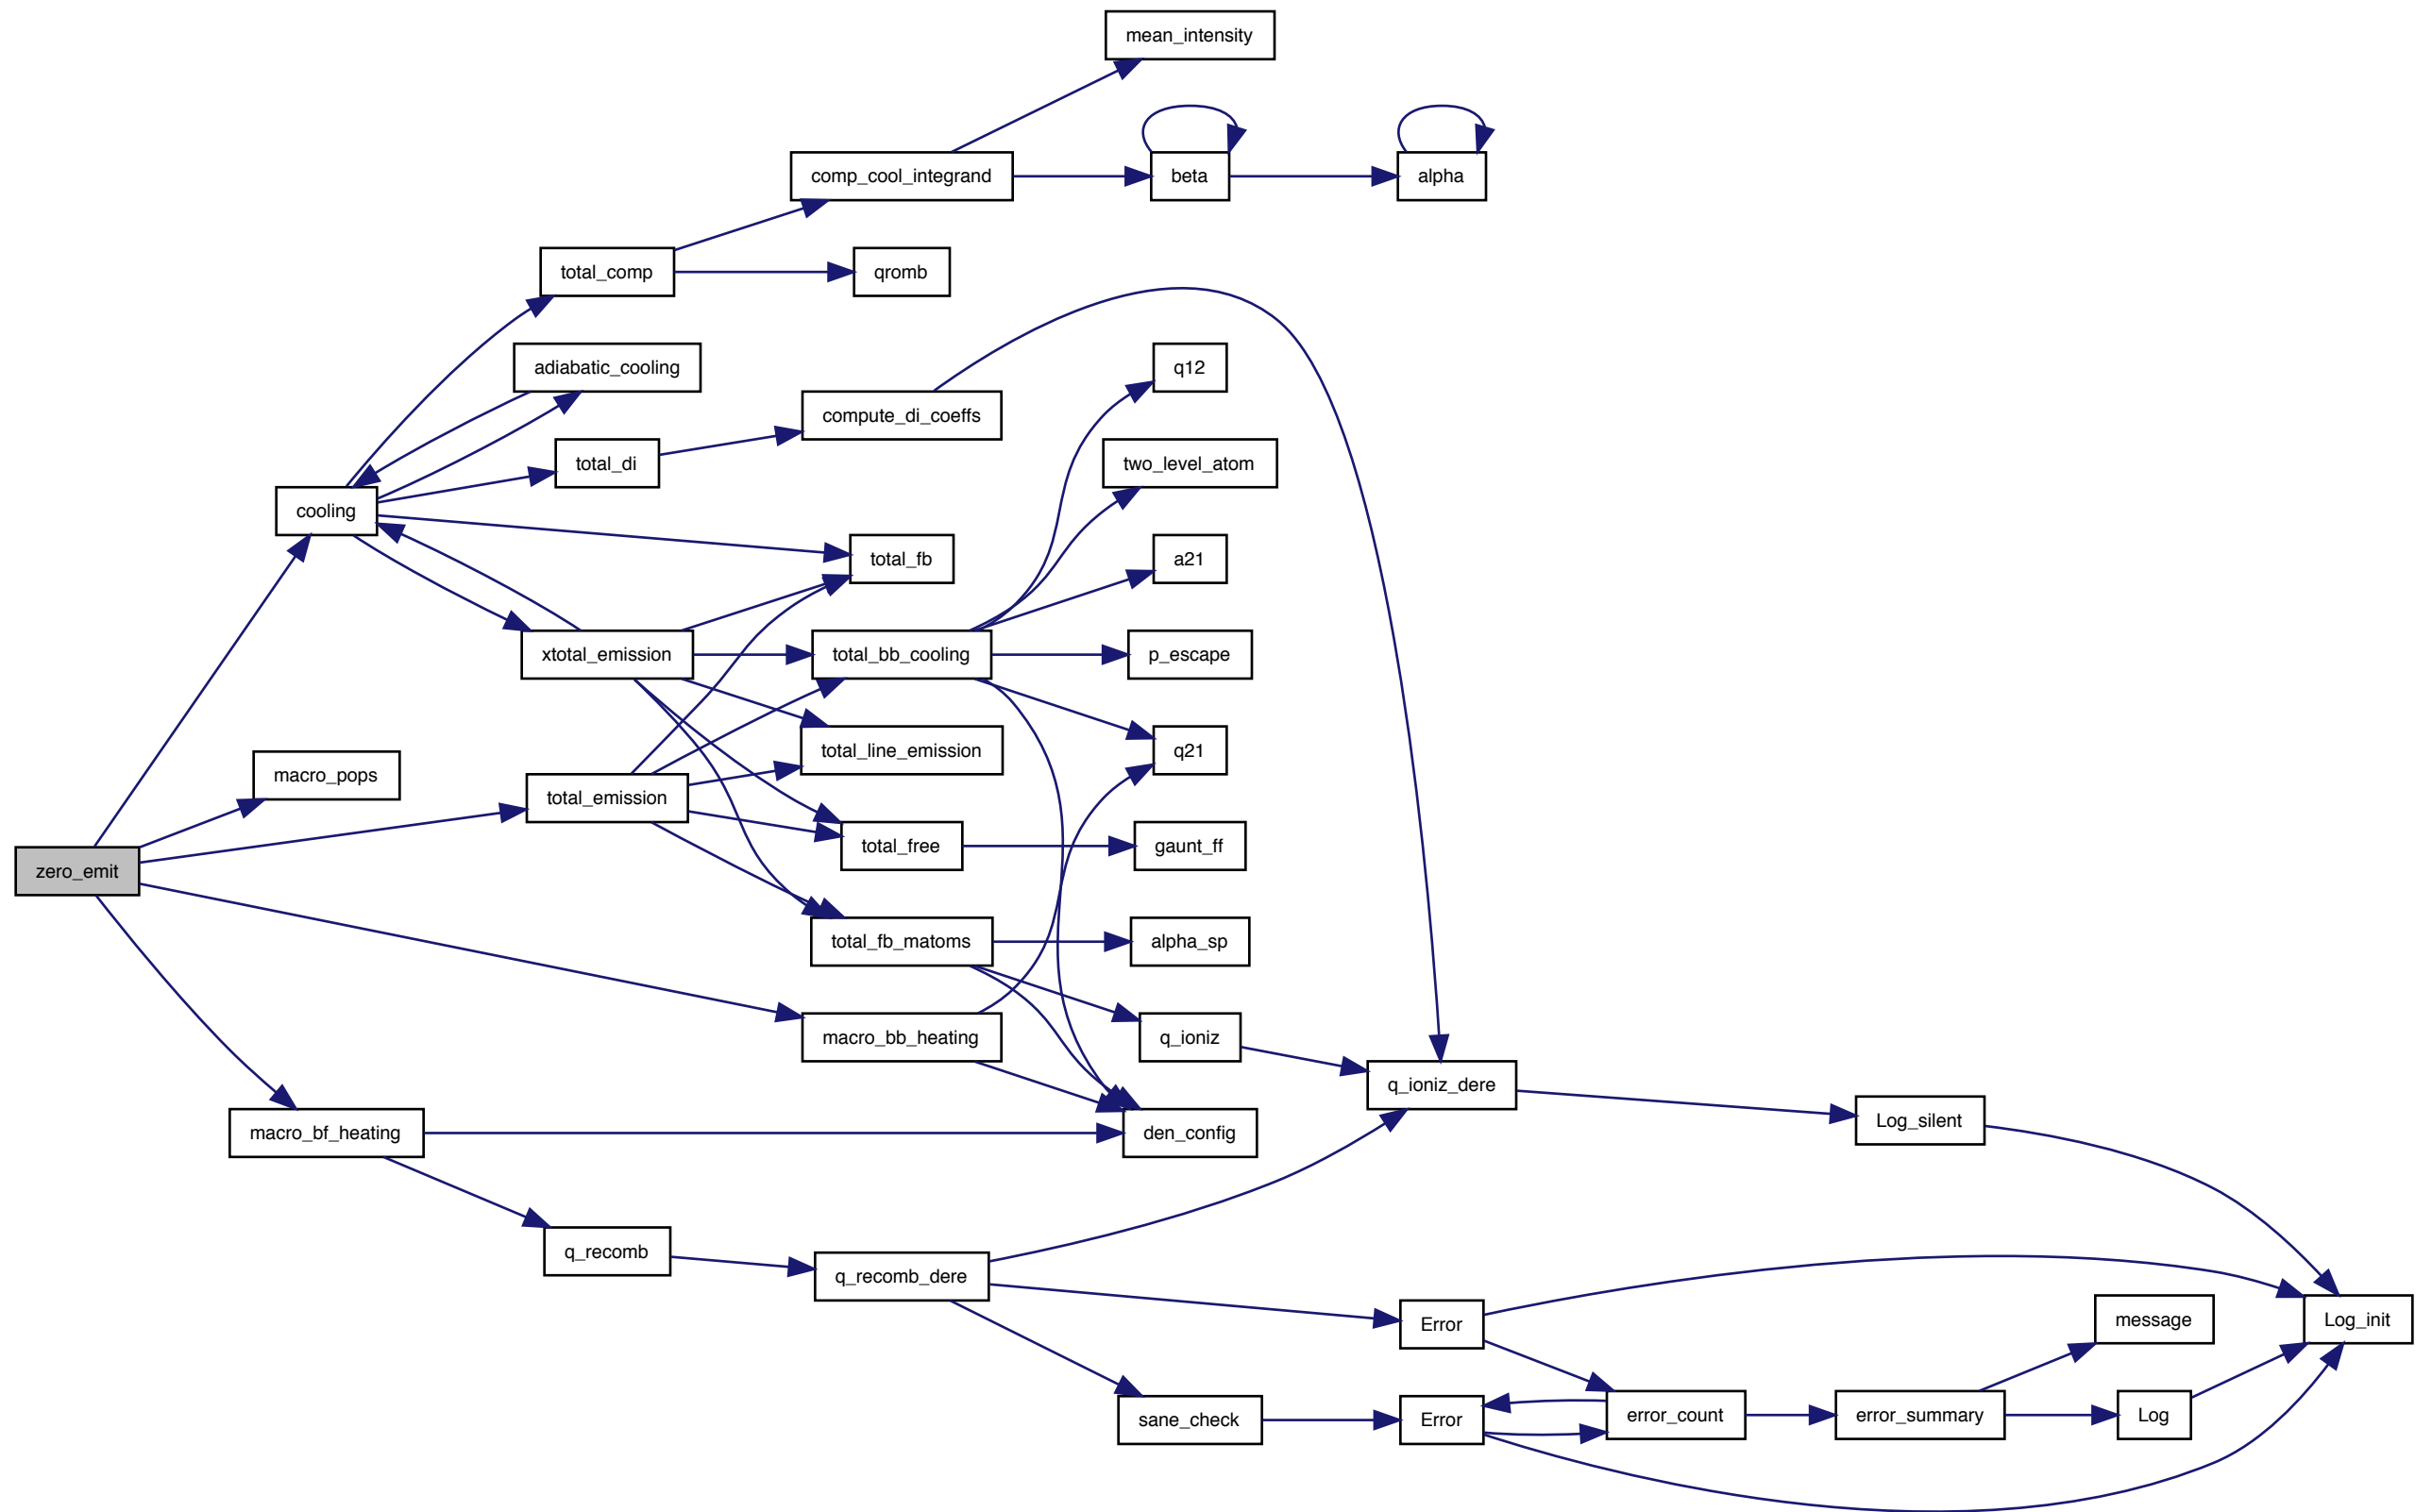 mean_intensity
comp_cool_integrand
beta
alpha
total_comp
qromb
adiabatic_cooling
q12
compute_di_coeffs
total_di
two_level_atom
cooling
total_fb
a21
xtotal_emission
total_bb_cooling
p_escape
total_line_emission
q21
macro_pops
total_emission
total_free
gaunt_ff
zero_emit
total_fb_matoms
alpha_sp
macro_bb_heating
q_ioniz
q_ioniz_dere
Log_silent
macro_bf_heating
den_config
q_recomb
q_recomb_dere
Error
message
Log_init
sane_check
Error
error_count
error_summary
Log